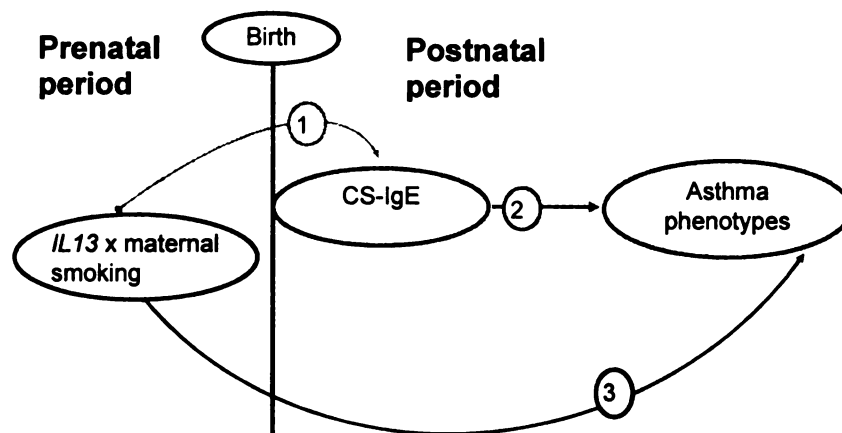 Prenatal
period
Birth
Postnatal
period
1
CS-IgE
2
Asthma
phenotypes
IL13 x maternal
smoking
3